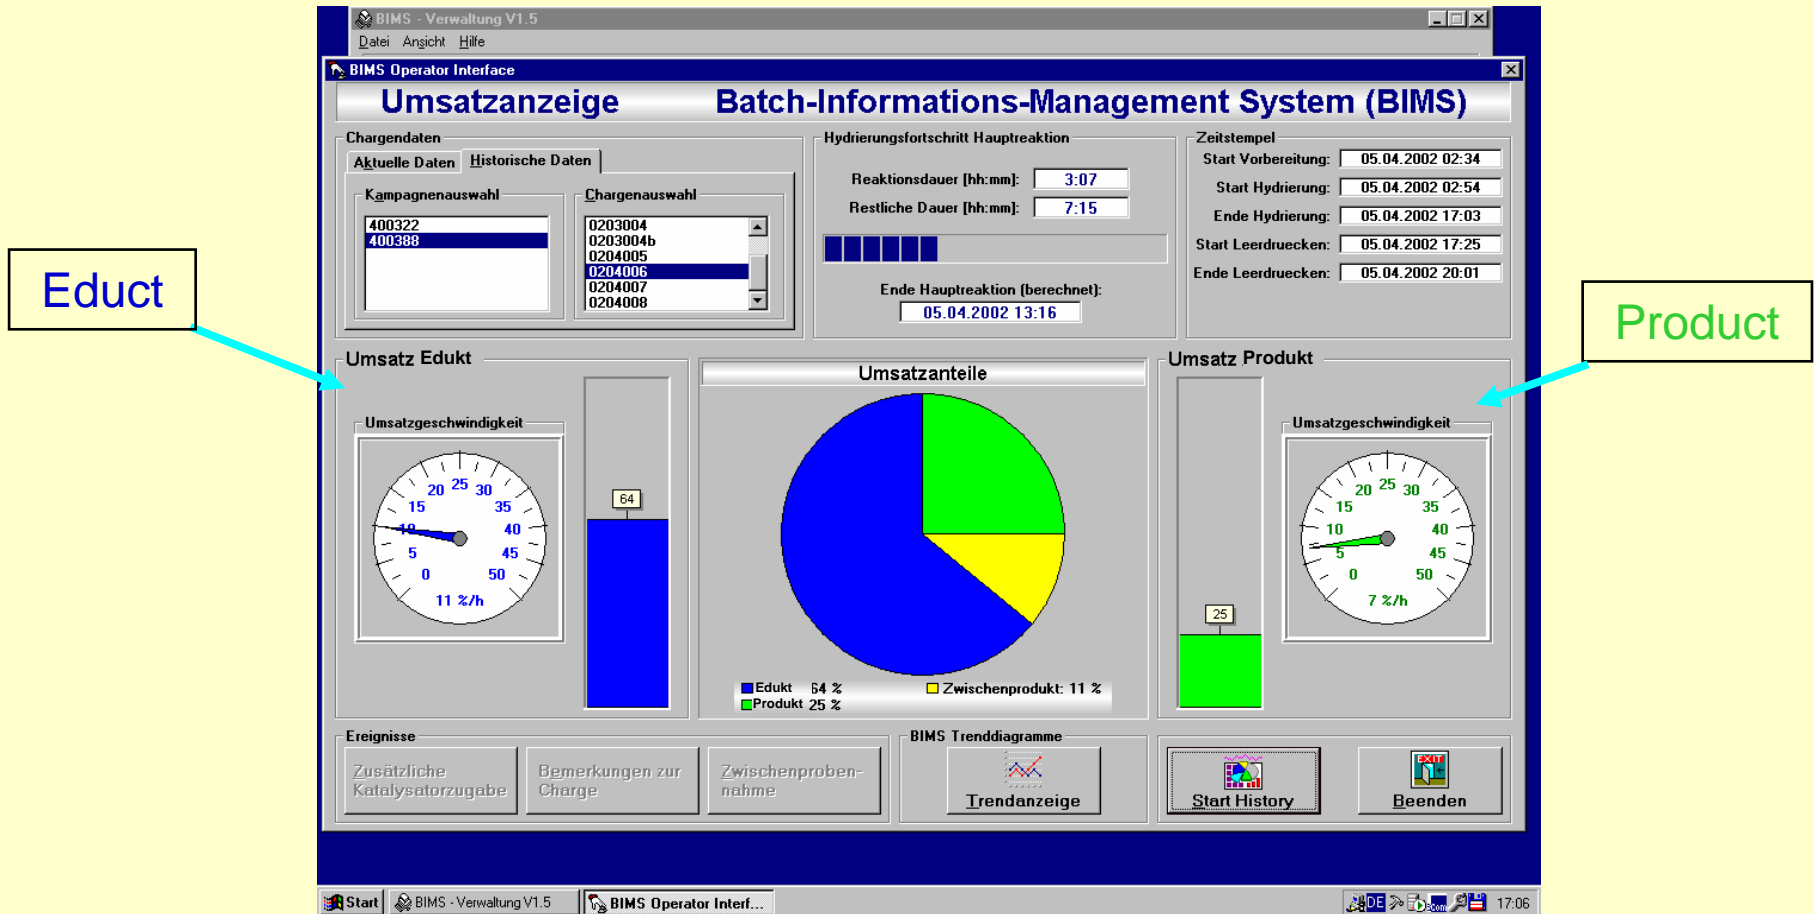 BIMS - Verwaltung V1.5
Datei Ansicht Hilfe
BIMS Operator Interface
Umsatzanzeige Batch-Informations-Management System (BIMS)
Chargendaten
Aktuelle Daten Historische Daten
Kampagnenauswahl
400322
400388
Chargenauswahl
0203004
0203004b
0204005
0204006
0204007
0204008
Hydrierungsfortschritt Hauptreaktion
Reaktionsdauer [hh:mm]: 3:07
Restliche Dauer [hh:mm]: 7:15
Ende Hauptreaktion (berechnet):
05.04.2002 13:16
Zeitstempel
Start Vorbereitung: 05.04.2002 02:34
Start Hydrierung: 05.04.2002 02:54
Ende Hydrierung: 05.04.2002 17:03
Start Leerdruecken: 05.04.2002 17:25
Ende Leerdruecken: 05.04.2002 20:01
Educt
Product
Umsatz Edukt
Umsatzgeschwindigkeit
0 5 10 15 20 25 30 35 40 45 50
11 %/h
64
Umsatzanteile
Edukt 64 %
Zwischenprodukt: 11 %
Produkt 25 %
Umsatz Produkt
25
Umsatzgeschwindigkeit
0 5 10 15 20 25 30 35 40 45 50
7 %/h
Ereignisse
Zusätzliche
Katalysatorzugabe
Bemerkungen zur
Charge
Zwischenproben-
nahme
BIMS Trenddiagramme
Trendanzeige
Start History
EXIT
Beenden
Start
BIMS - Verwaltung V1.5
BIMS Operator Interf...
DE
17:06